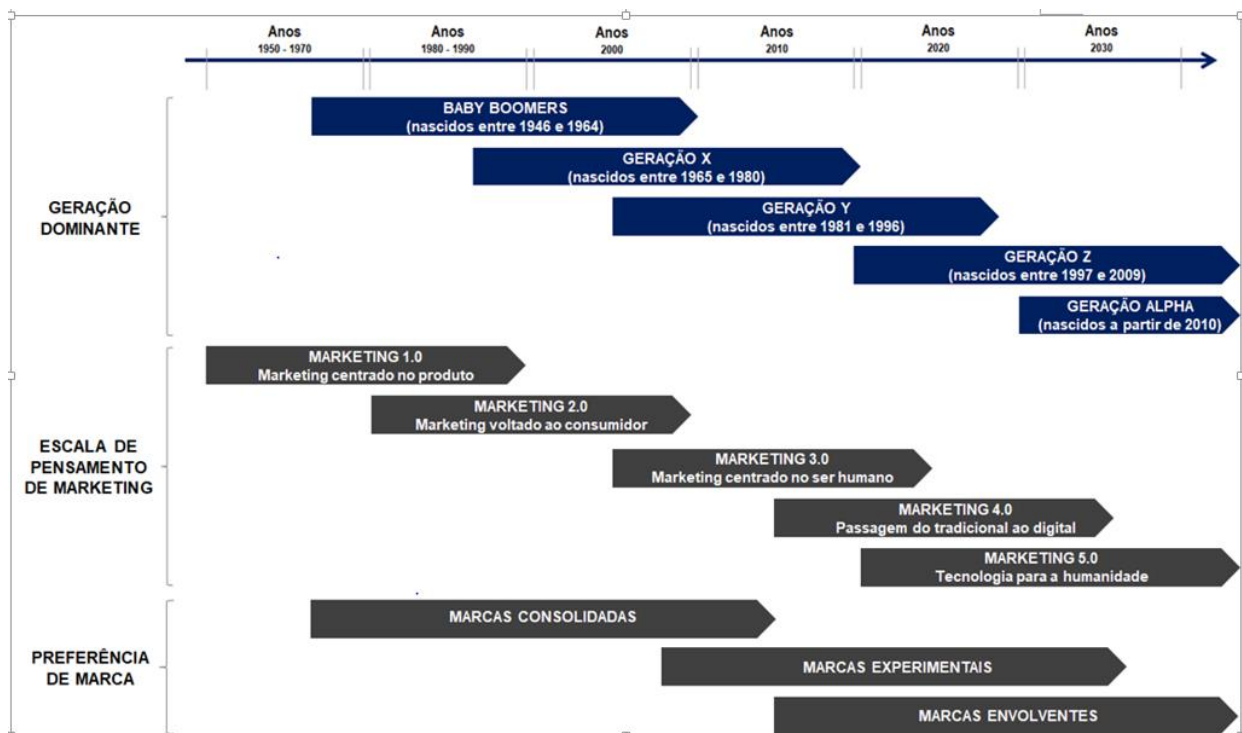 Anos
1950 - 1970
Anos
1980 - 1990
Anos
2000
Anos
2010
Anos
2020
Anos
2030
GERAÇÃO
DOMINANTE
BABY BOOMERS
(nascidos entre 1946 e 1964)
GERAÇÃO X
(nascidos entre 1965 e 1980)
GERAÇÃO Y
(nascidos entre 1981 e 1996)
GERAÇÃO Z
(nascidos entre 1997 e 2009)
GERAÇÃO ALPHA
(nascidos a partir de 2010)
ESCALA DE
PENSAMENTO
DE MARKETING
MARKETING 1.0
Marketing centrado no produto
MARKETING 2.0
Marketing voltado ao consumidor
MARKETING 3.0
Marketing centrado no ser humano
MARKETING 4.0
Passagem do tradicional ao digital
MARKETING 5.0
Tecnologia para a humanidade
PREFERÊNCIA
DE MARCA
MARCAS CONSOLIDADAS
MARCAS EXPERIMENTAIS
MARCAS ENVOLVENTES